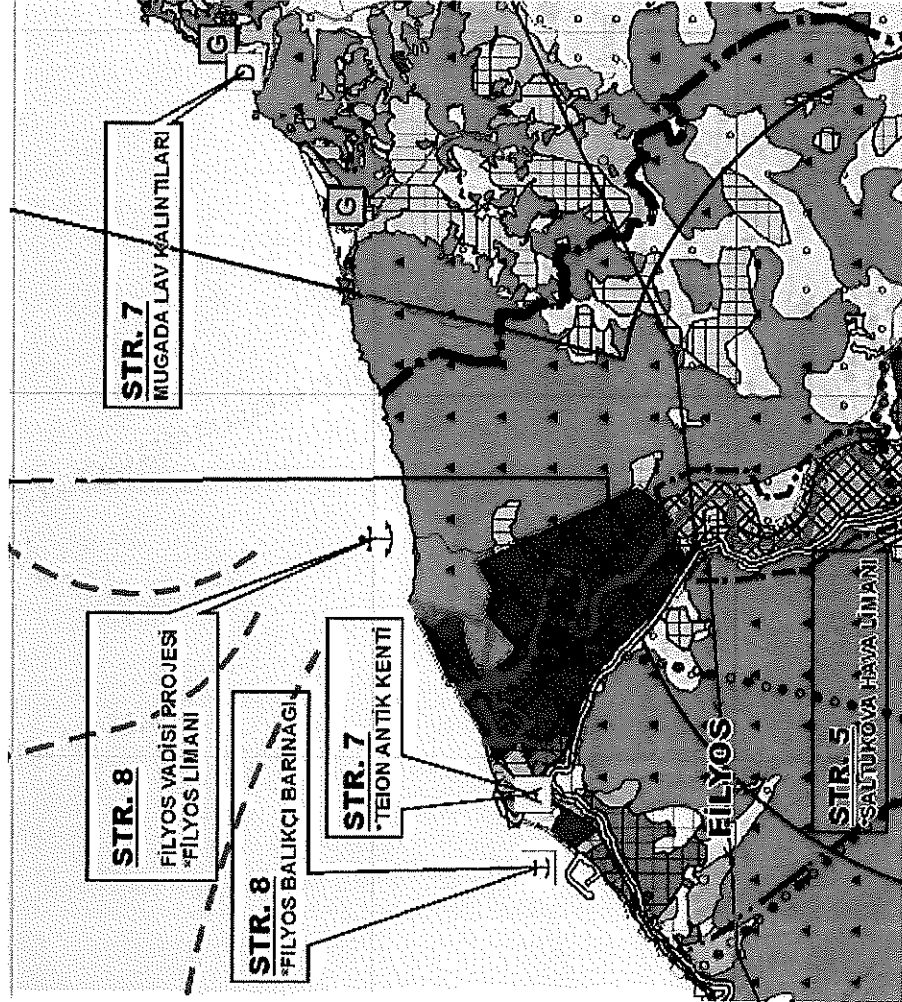 STR. 8
FİLYOS VADİSİ PROJESİ
*FİLYOS LİMANI
STR. 8
*FİLYOS BALIKÇI BARINAĞI
STR. 7
*TEION ANTİK KENTİ
STR. 7
MUGADA LAV KALINTILARI
G
D
G
A
FİLYOS
STR. 5
*SALTUKOVA HAVA LİMANI